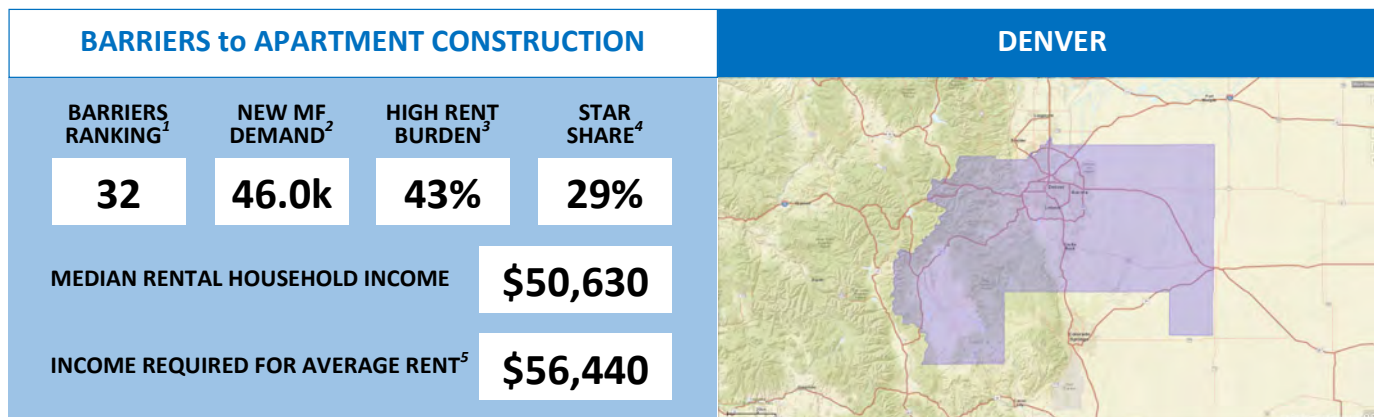 BARRIERS to APARTMENT CONSTRUCTION
DENVER
BARRIERS
RANKING1
NEW MF
DEMAND2
HIGH RENT
BURDEN3
STAR
SHARE4
32
46.0k
43%
29%
MEDIAN RENTAL HOUSEHOLD INCOME
$50,630
INCOME REQUIRED FOR AVERAGE RENT5
$56,440
Denver